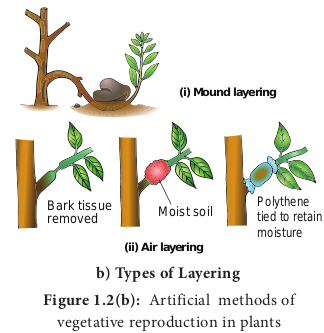 (i) Mound layering
Bark tissue
removed
Moist soil
Polythene
tied to retain
moisture
(ii) Air layering
b) Types of Layering
Figure 1.2(b): Artificial methods of
vegetative reproduction in plants